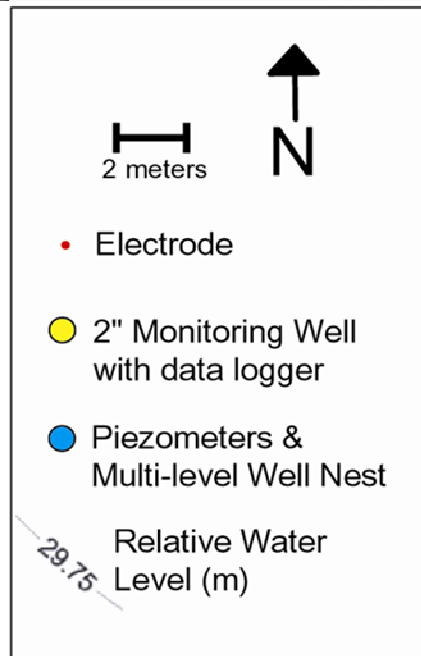 N
2 meters
Electrode
2" Monitoring Well
with data logger
Piezometers &
Multi-level Well Nest
Relative Water
29.75 Level (m)